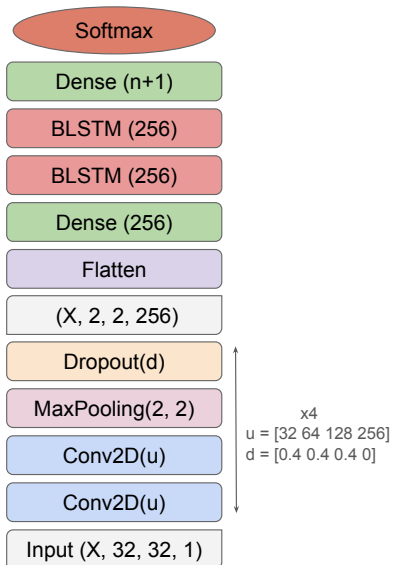 Softmax
Dense (n+1)
BLSTM (256)
BLSTM (256)
Dense (256)
Flatten
(X, 2, 2, 256)
Dropout(d)
MaxPooling(2, 2)
Conv2D(u)
Conv2D(u)
Input (X, 32, 32, 1)
x4
u = [32 64 128 256]
d = [0.4 0.4 0.4 0]